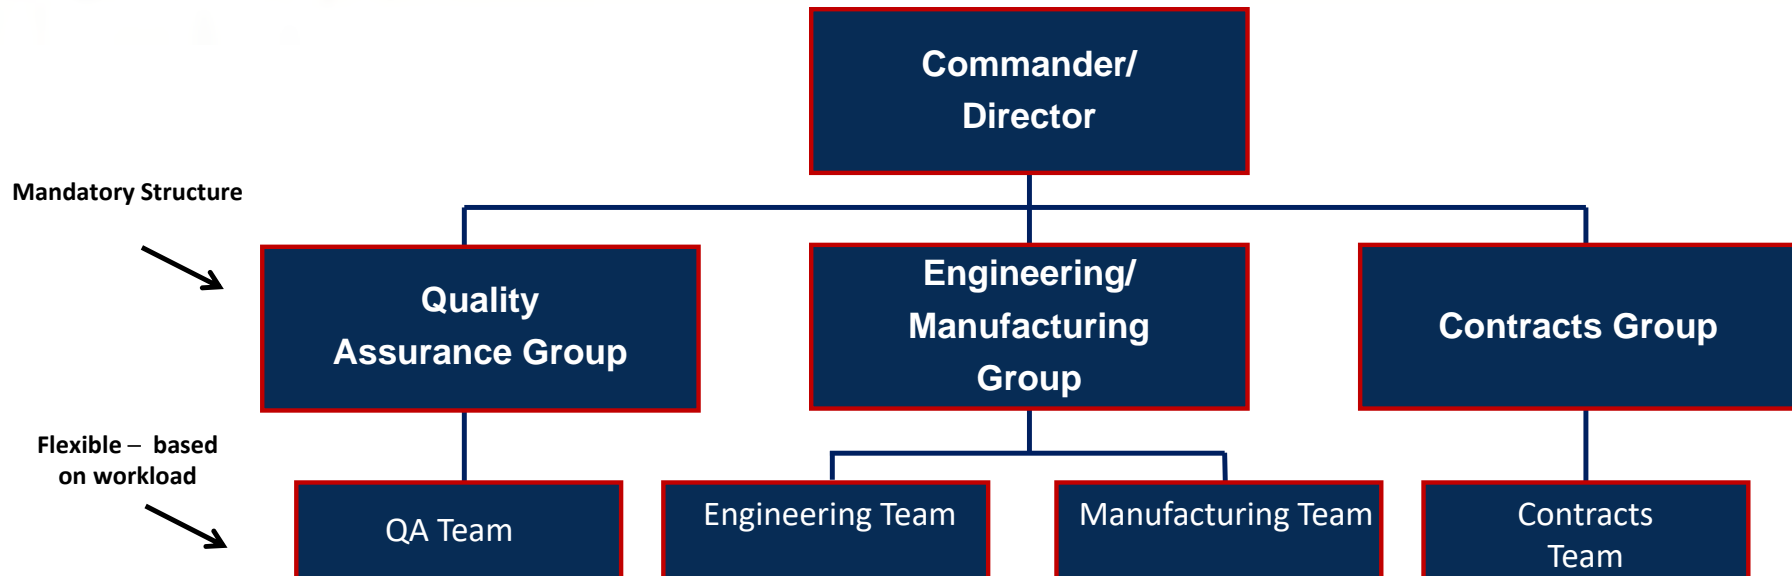 Commander/
Director
Mandatory Structure
Quality
Assurance Group
Engineering/
Manufacturing
Group
Contracts Group
Flexible – based
on workload
QA Team
Engineering Team
Manufacturing Team
Contracts
Team